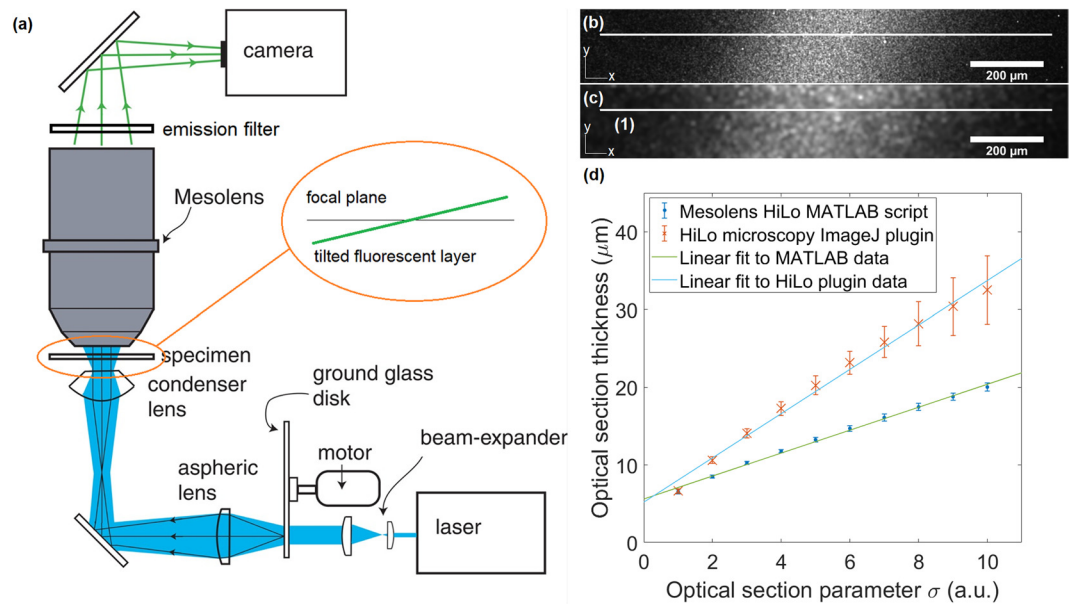 (a)
camera
emission filter
Mesolens
focal plane
tilted fluorescent layer
specimen
condenser
lens
ground glass
disk
beam-expander
motor
aspheric
lens
laser
(b)
y
x
200 µm
(c)
(1)
y
x
200 µm
(d)
Mesolens HiLo MATLAB script
HiLo microscopy ImageJ plugin
Linear fit to MATLAB data
Linear fit to HiLo plugin data
Optical section thickness (μm)
40
30
20
10
0
0 2 4 6 8 10
Optical section parameter σ (a.u.)